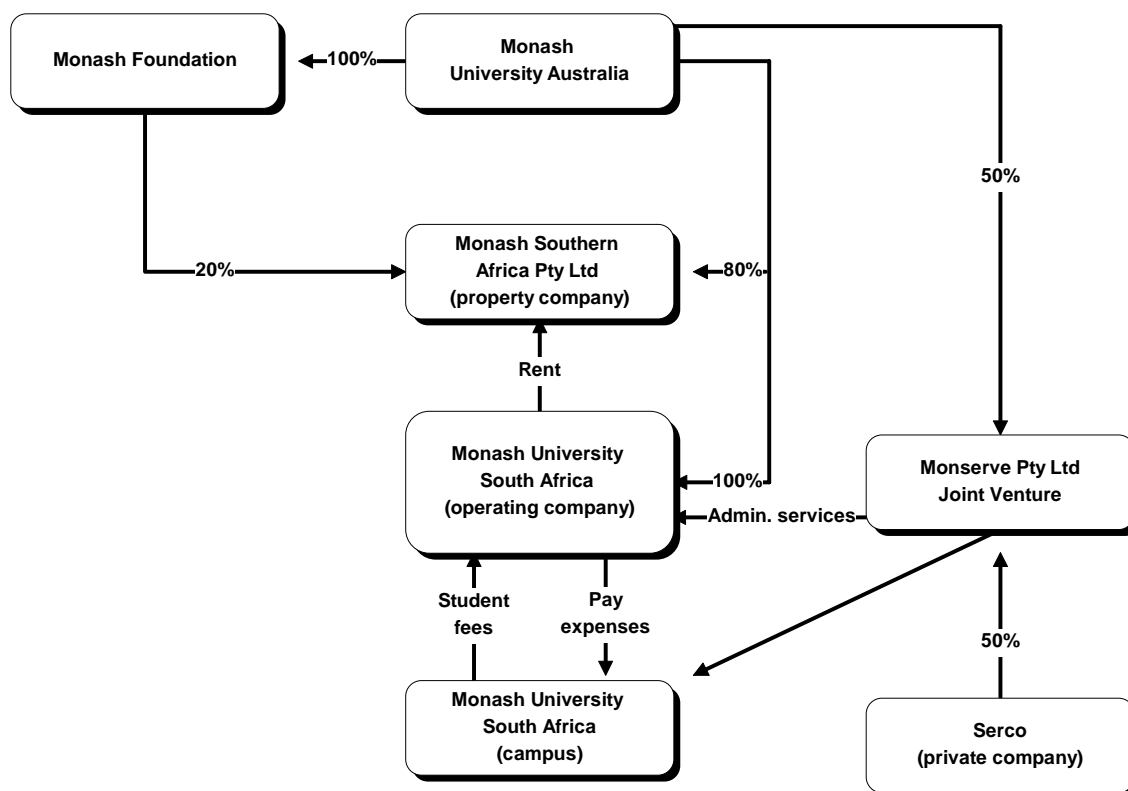 Monash Foundation
100%
Monash
University Australia
50%
20%
Monash Southern
Africa Pty Ltd
(property company)
80%
Rent
Monash University
South Africa
(operating company)
100%
Admin. services
Monserve Pty Ltd
Joint Venture
Student
fees
Pay
expenses
50%
Monash University
South Africa
(campus)
Serco
(private company)